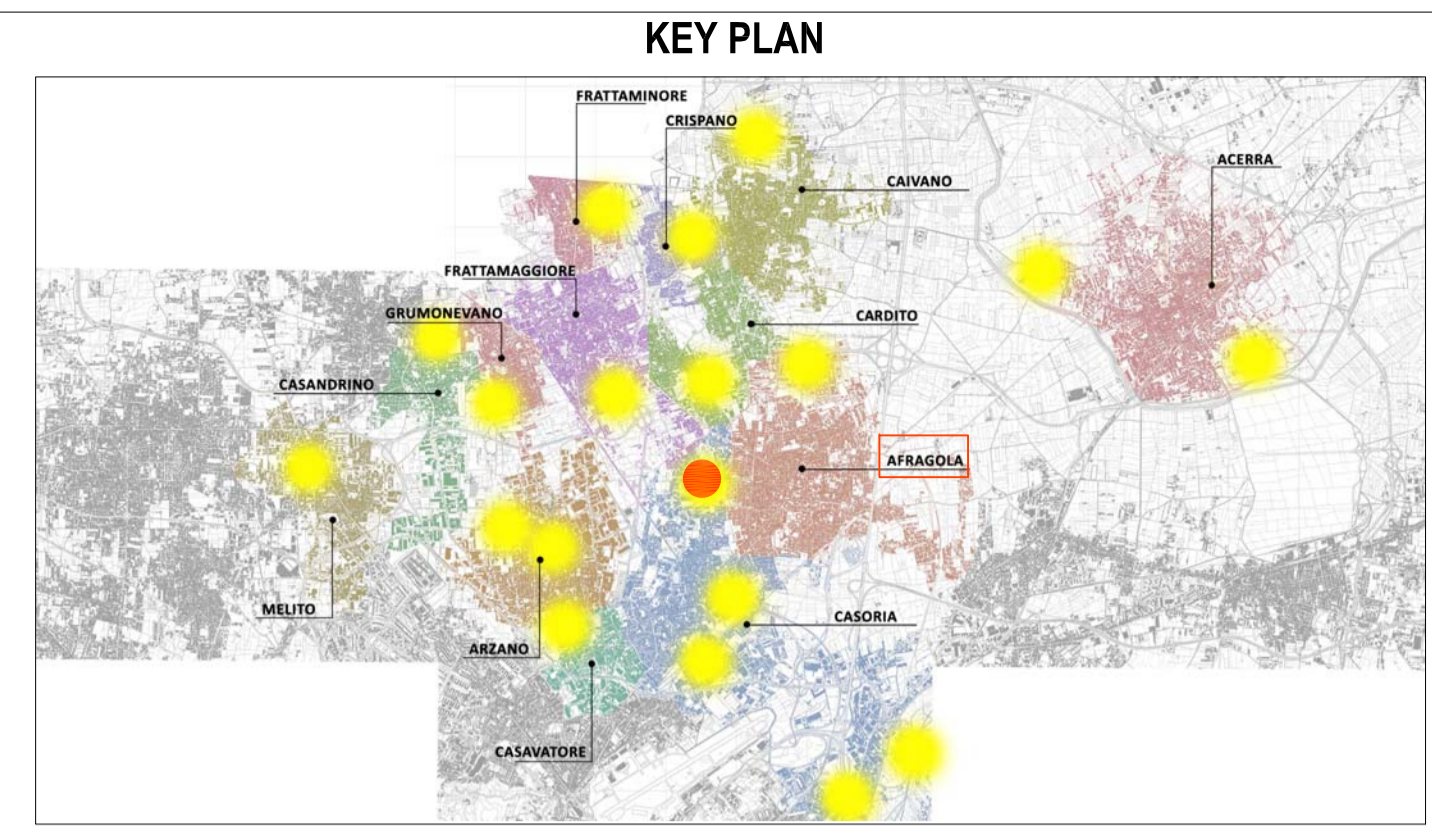 KEY PLAN
FRATTAMINORE
CRISPANO
ACERRA
CAIVANO
FRATTAMAGGIORE
GRUMONEVANO
CARDITO
CASANDRINO
AFRAGOLA
MELITO
CASORIA
ARZANO
CASAVATORE